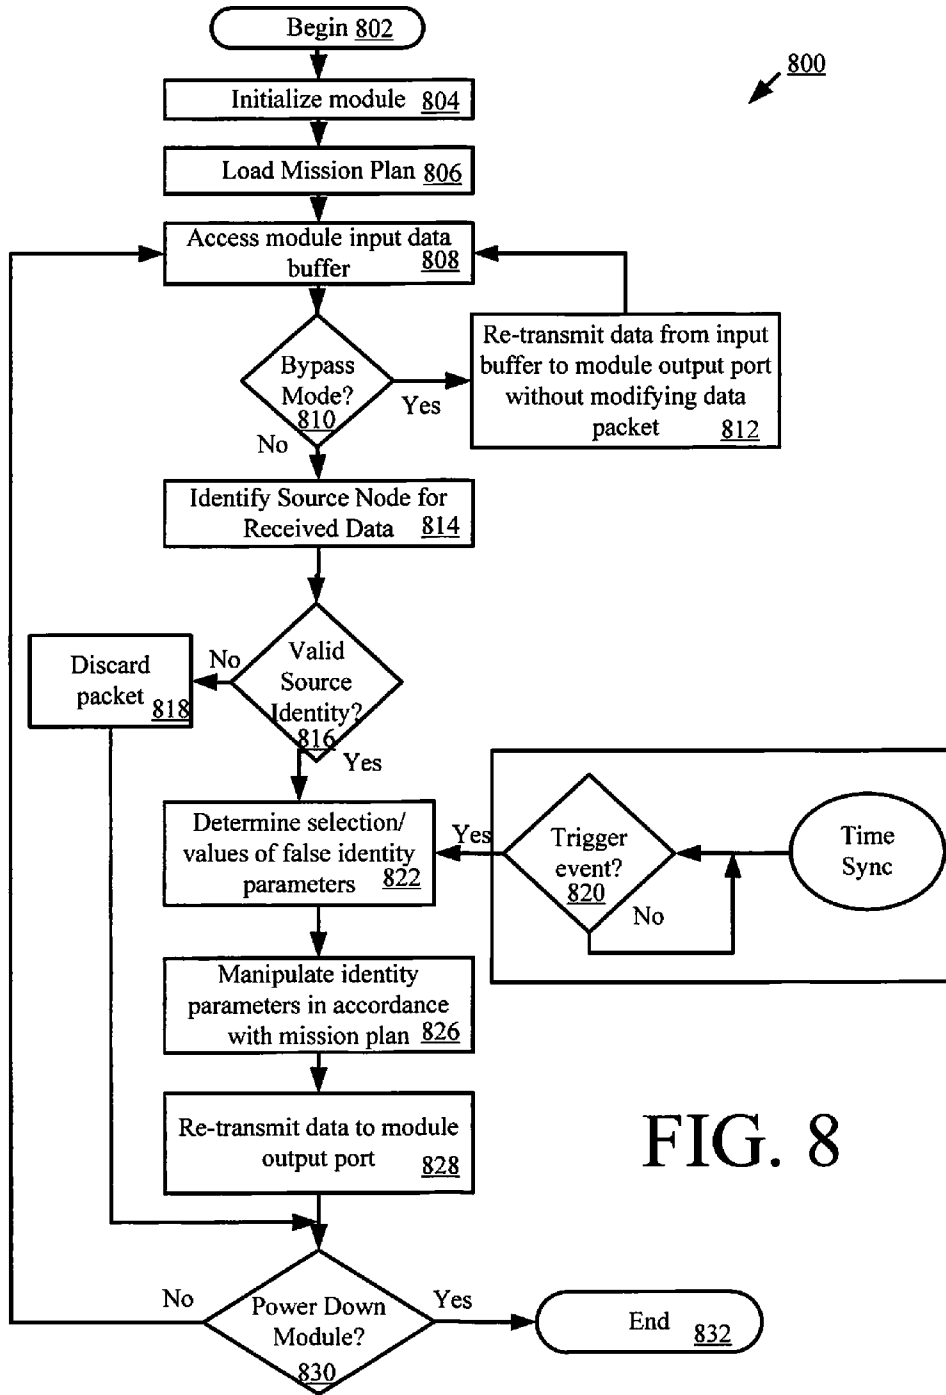 Begin 802
800
Initialize module 804
Load Mission Plan 806
Access module input data
buffer 808
Bypass
Mode?
810
Yes
No
Re-transmit data from input
buffer to module output port
without modifying data
packet 812
Identify Source Node for
Received Data 814
Valid
Source
Identity?
816
No
Yes
Discard
packet 818
Determine selection/
values of false identity
parameters 822
Yes
Trigger
event?
820
No
Time
Sync
Manipulate identity
parameters in accordance
with mission plan 826
Re-transmit data to module
output port 828
FIG. 8
Power Down
Module?
830
No
Yes
End 832